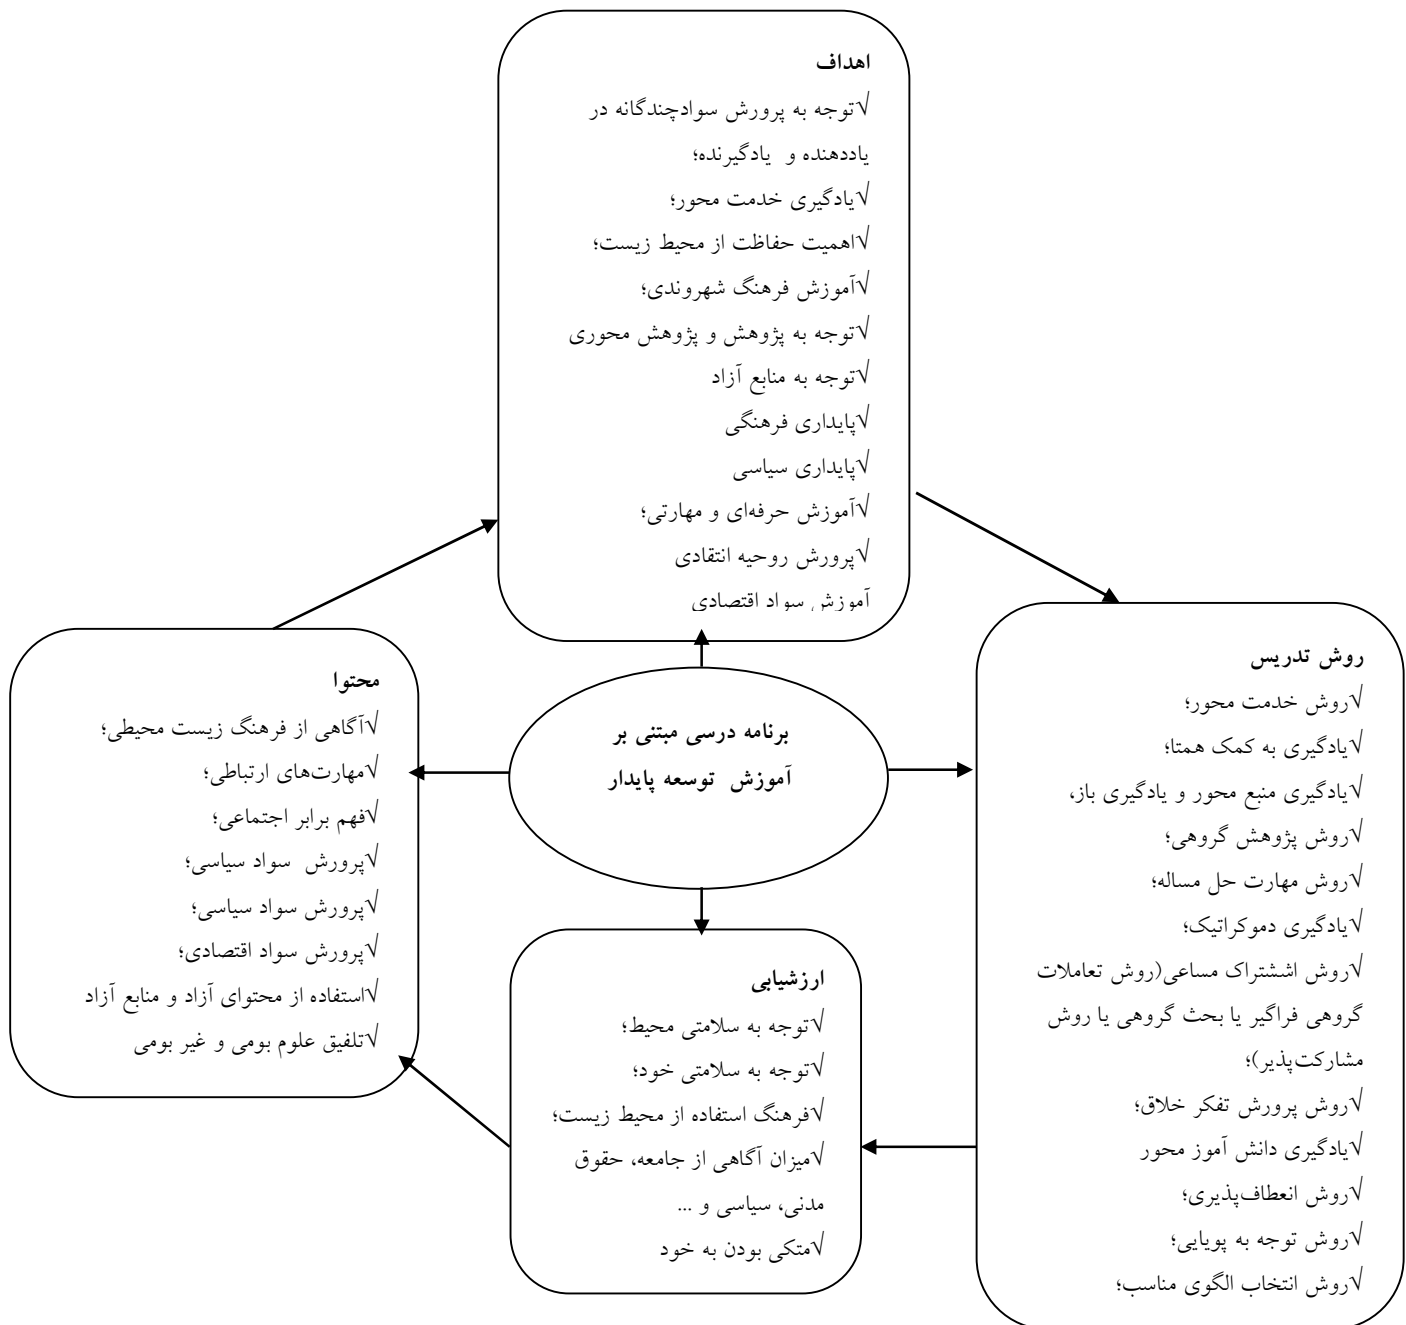 اهداف
√توجه به پرورش سوادچندگانه در
یاددهنده و یادگیرنده؛
√یادگیری خدمت محور؛
√اهمیت حفاظت از محیط زیست؛
√آموزش فرهنگ شهروندی؛
√توجه به پژوهش و پژوهش محوری
√توجه به منابع آزاد
√پایداری فرهنگی
√پایداری سیاسی
√آموزش حرفه‌ای و مهارتی؛
√پرورش روحیه انتقادی
آموزش سواد اقتصادی
روش تدریس
√روش خدمت محور؛
√یادگیری به کمک همتا؛
√یادگیری منبع محور و یادگیری باز،
√روش پژوهش گروهی؛
√روش مهارت حل مساله؛
√یادگیری دموکراتیک؛
√روش اششتراک مساعی(روش تعاملات
گروهی فراگیر یا بحث گروهی یا روش
مشارکت‌پذیر)؛
√روش پرورش تفکر خلاق؛
√یادگیری دانش آموز محور
√روش انعطاف‌پذیری؛
√روش توجه به پویایی؛
√روش انتخاب الگوی مناسب؛
برنامه درسی مبتنی بر
آموزش توسعه پایدار
محتوا
√آگاهی از فرهنگ زیست محیطی؛
√مهارت‌های ارتباطی؛
√فهم برابر اجتماعی؛
√پرورش سواد سیاسی؛
√پرورش سواد سیاسی؛
√پرورش سواد اقتصادی؛
√استفاده از محتوای آزاد و منابع آزاد
√تلفیق علوم بومی و غیر بومی
ارزشیابی
√توجه به سلامتی محیط؛
√توجه به سلامتی خود؛
√فرهنگ استفاده از محیط زیست؛
√میزان آگاهی از جامعه، حقوق
مدنی، سیاسی و ...
√متکی بودن به خود